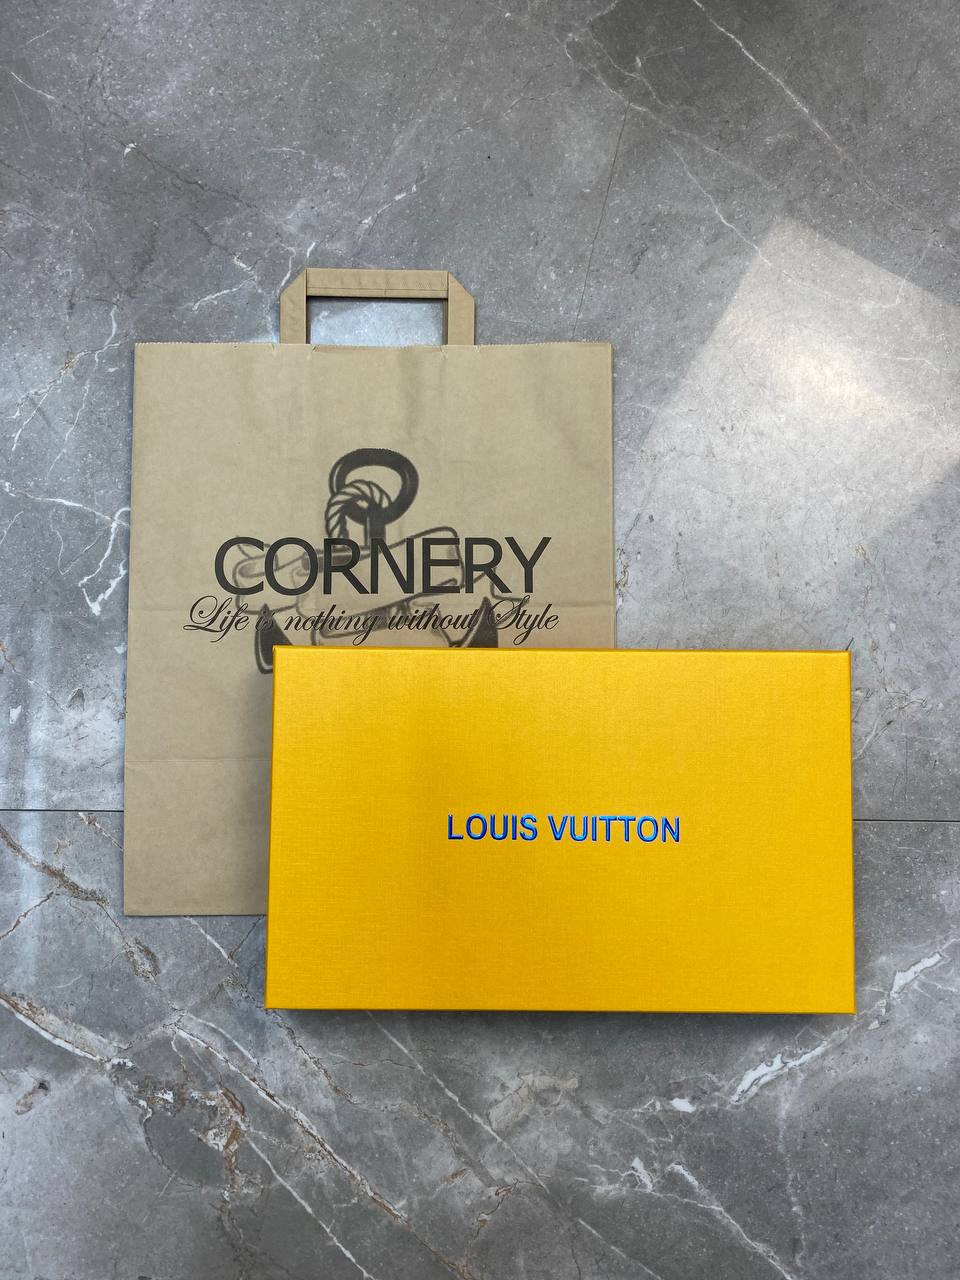 CORNERY
Life is nothing without Style
LOUIS VUITTON